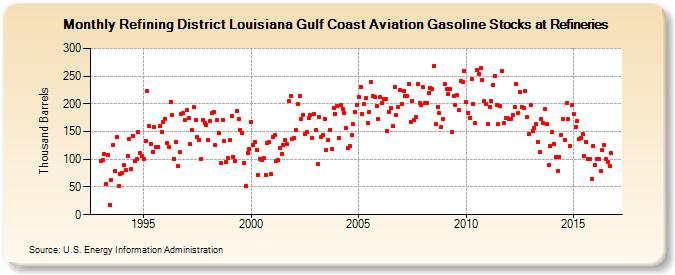 Monthly Refining District Louisiana Gulf Coast Aviation Gasoline Stocks at Refineries
Thousand Barrels
300
250
200
150
100
50
0
1995 2000 2005 2010 2015
Source: U.S. Energy Information Administration